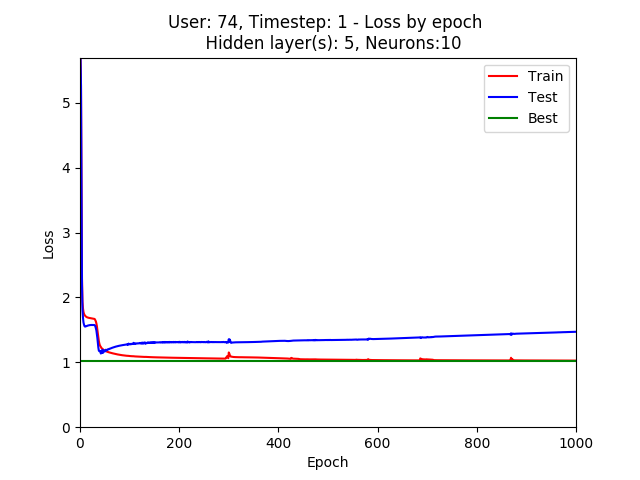 User: 74, Timestep: 1 - Loss by epoch
Hidden layer(s): 5, Neurons:10
Train
Test
Best
5
4
3
2
1
0
Loss
0
200
400
600
800
1000
Epoch